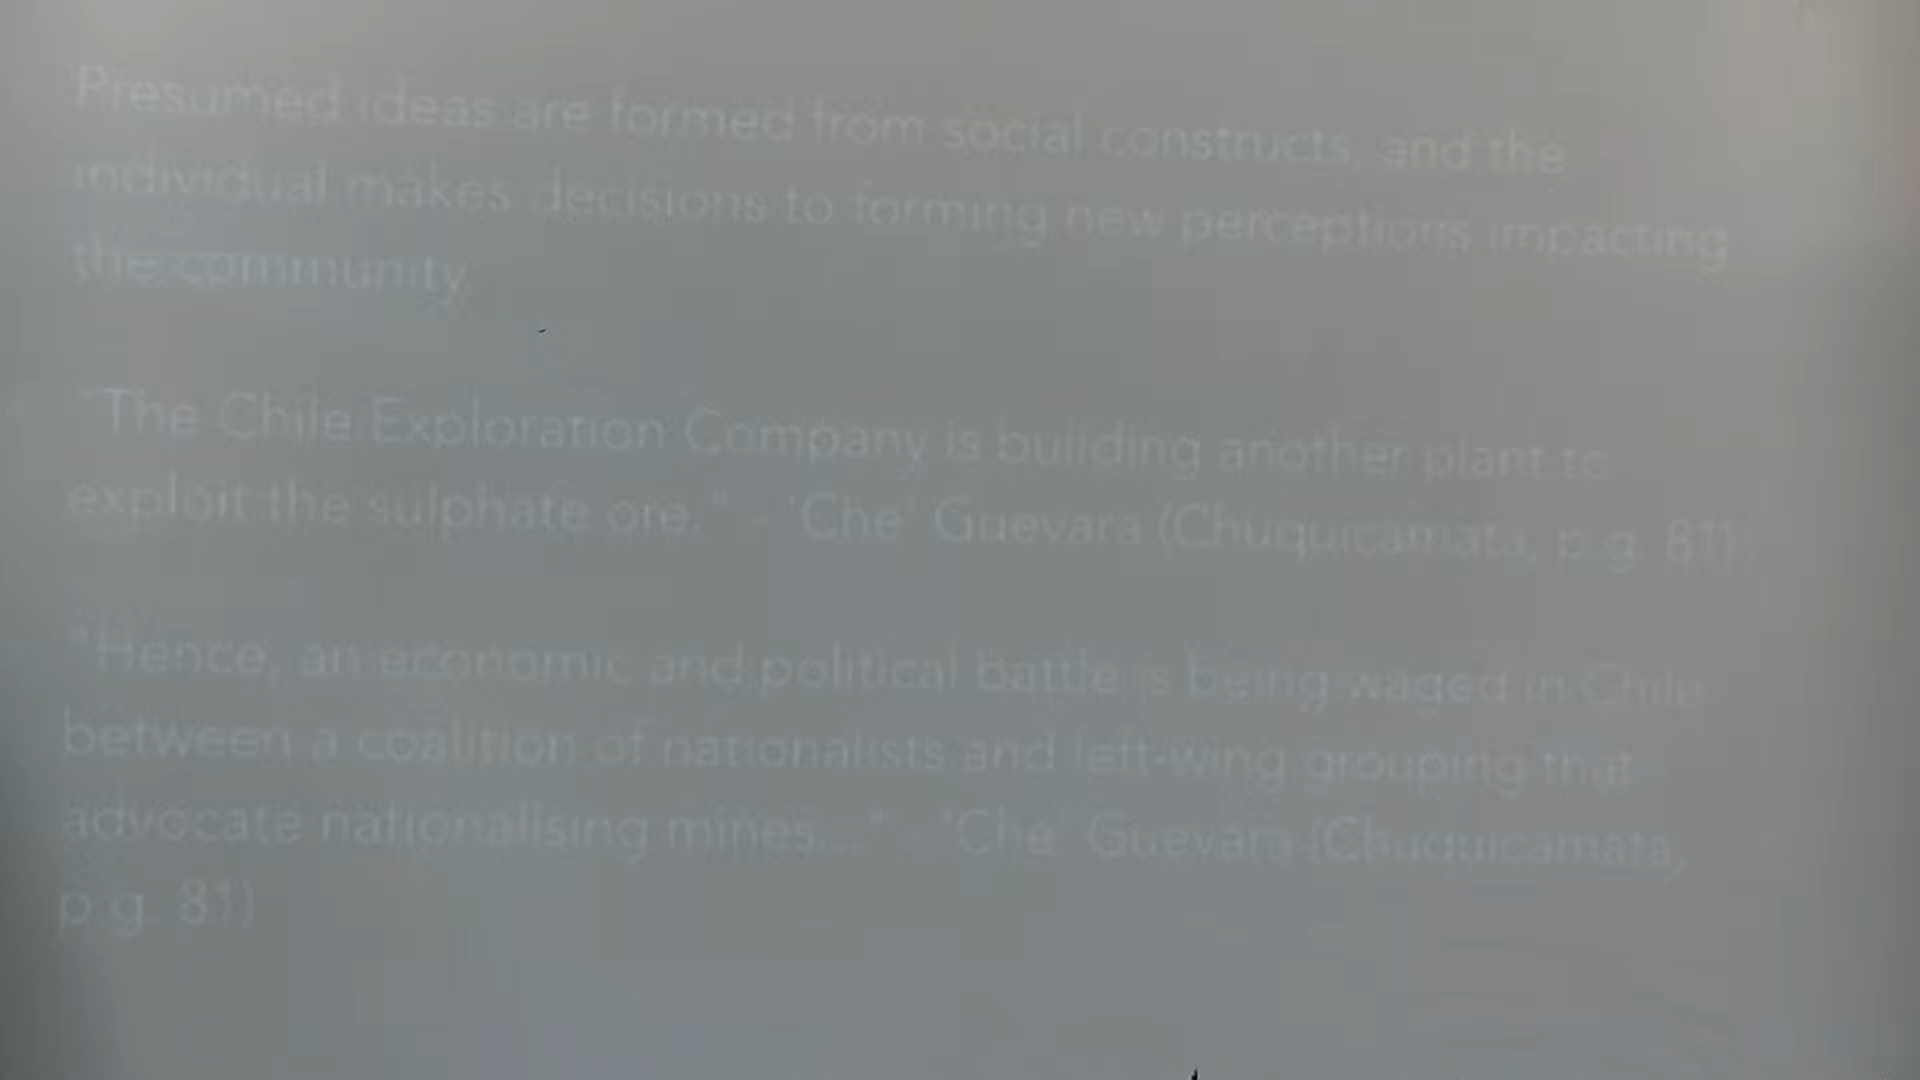 Presumed ideas are formed from social constructs, and the
individual makes decisions to forming new perceptions impacting
the community.
"The Chile Exploration Company is building another plant to
exploit the sulphate ore." - 'Che' Guevara (Chuquicamata, p.g. 81)
"Hence, an economic and political battle is being waged in Chile
between a coalition of nationalists and left-wing grouping that
advocate nationalising mines..." - 'Che' Guevara (Chuquicamata,
p.g. 81)